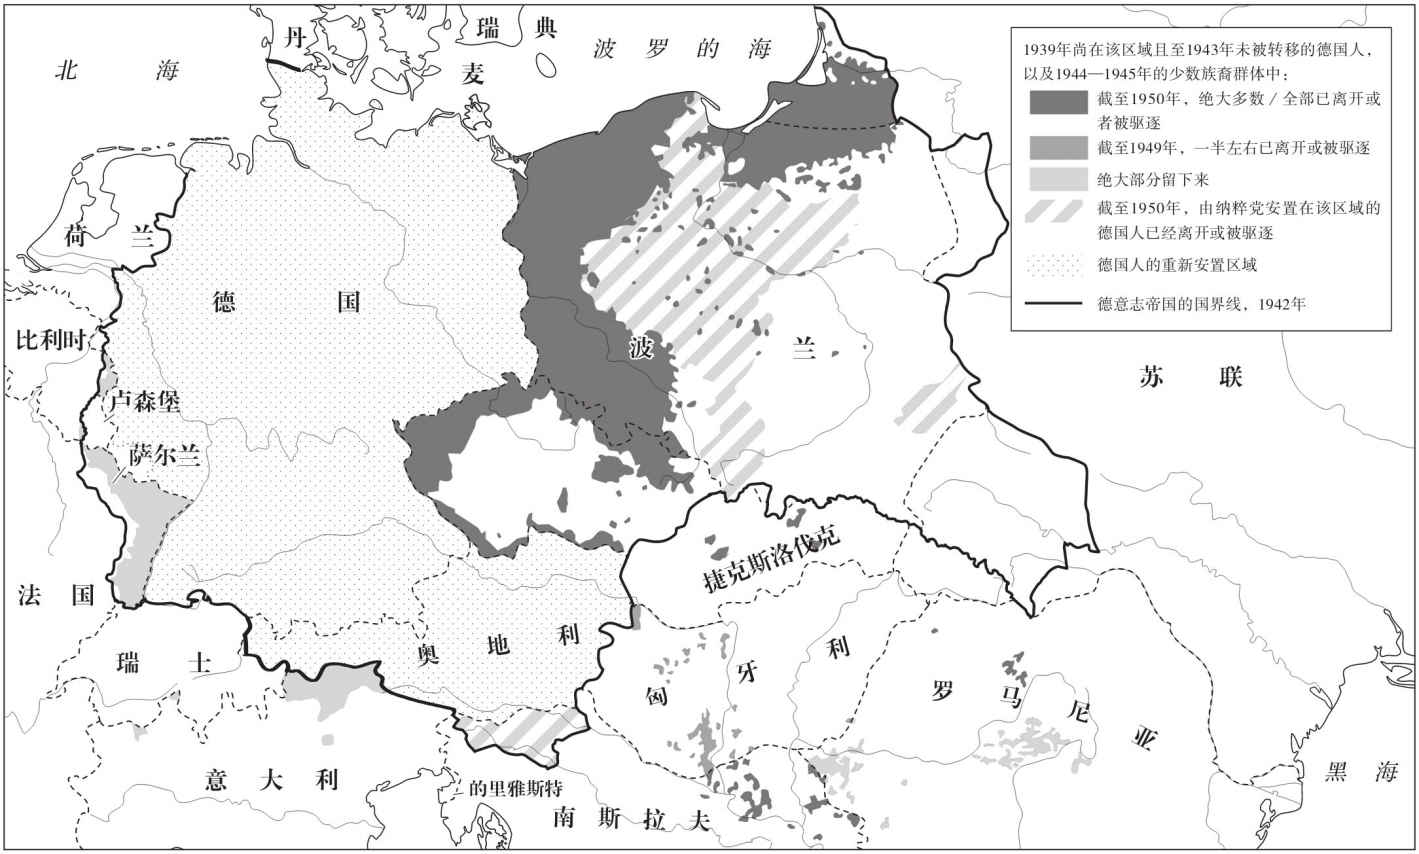 1939年尚在该区域且至1943年未被转移的德国人，
以及1944—1945年的少数族裔群体中：
截至1950年，绝大多数／全部已离开或
者被驱逐
截至1949年，一半左右已离开或被驱逐
绝大部分留下来
截至1950年，由纳粹党安置在该区域的
德国人已经离开或被驱逐
德国人的重新安置区域
德意志帝国的国界线，1942年
北海
丹麦
瑞典
波罗的海
荷兰
德国
比利时
卢森堡
萨尔兰
波兰
苏联
法国
捷克斯洛伐克
瑞士
奥地利
匈牙利
罗马尼亚
意大利
的里雅斯特
南斯拉夫
黑海